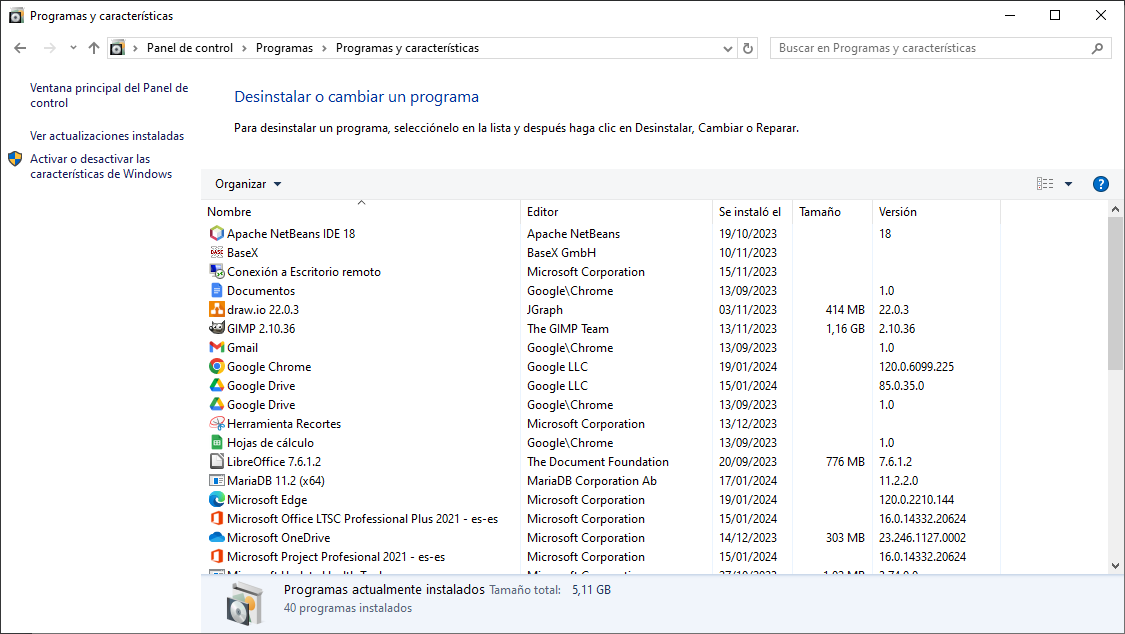 Programas y características
Panel de control > Programas > Programas y características
Buscar en Programas y características
Ventana principal del Panel de
control
Ver actualizaciones instaladas
Activar o desactivar las
características de Windows
Desinstalar o cambiar un programa
Para desinstalar un programa, selecciónelo en la lista y después haga clic en Desinstalar, Cambiar o Reparar.
Organizar
Nombre Editor Se instaló el Tamaño Versión
Apache NetBeans IDE 18 Apache NetBeans 19/10/2023 18
BaseX BaseX GmbH 10/11/2023
Conexión a Escritorio remoto Microsoft Corporation 15/11/2023
Documentos Google\Chrome 13/09/2023 1.0
draw.io 22.0.3 JGraph 03/11/2023 414 MB 22.0.3
GIMP 2.10.36 The GIMP Team 13/11/2023 1,16 GB 2.10.36
Gmail Google\Chrome 13/09/2023 1.0
Google Chrome Google LLC 19/01/2024 120.0.6099.225
Google Drive Google LLC 15/01/2024 85.0.35.0
Google Drive Google\Chrome 13/09/2023 1.0
Herramienta Recortes Microsoft Corporation 13/12/2023
Hojas de cálculo Google\Chrome 13/09/2023 1.0
LibreOffice 7.6.1.2 The Document Foundation 20/09/2023 776 MB 7.6.1.2
MariaDB 11.2 (x64) MariaDB Corporation Ab 17/01/2024 11.2.2.0
Microsoft Edge Microsoft Corporation 19/01/2024 120.0.2210.144
Microsoft Office LTSC Professional Plus 2021 - es-es Microsoft Corporation 15/01/2024 16.0.14332.20624
Microsoft OneDrive Microsoft Corporation 14/12/2023 303 MB 23.246.1127.0002
Microsoft Project Profesional 2021 - es-es Microsoft Corporation 15/01/2024 16.0.14332.20624
Programas actualmente instalados Tamaño total: 5,11 GB
40 programas instalados